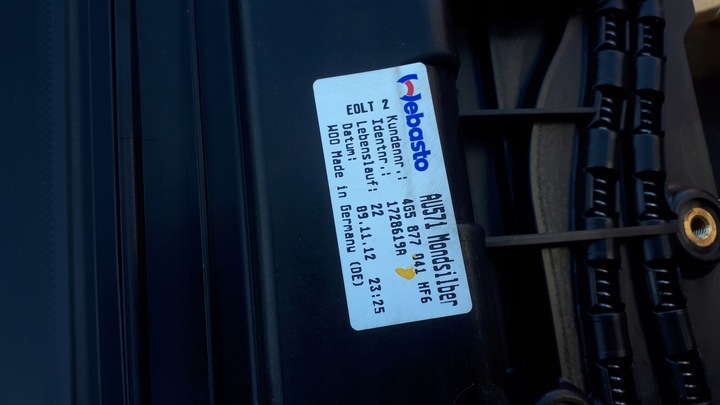 Webasto
AU571 Mondsilber
EOLT 2
Kundennr.: 4G5 877 041 HF6
Identnr.: 1728619A
Lebenslauf: 22
Datum: 09.11.12 23:25
W00 Made in Germany (DE)